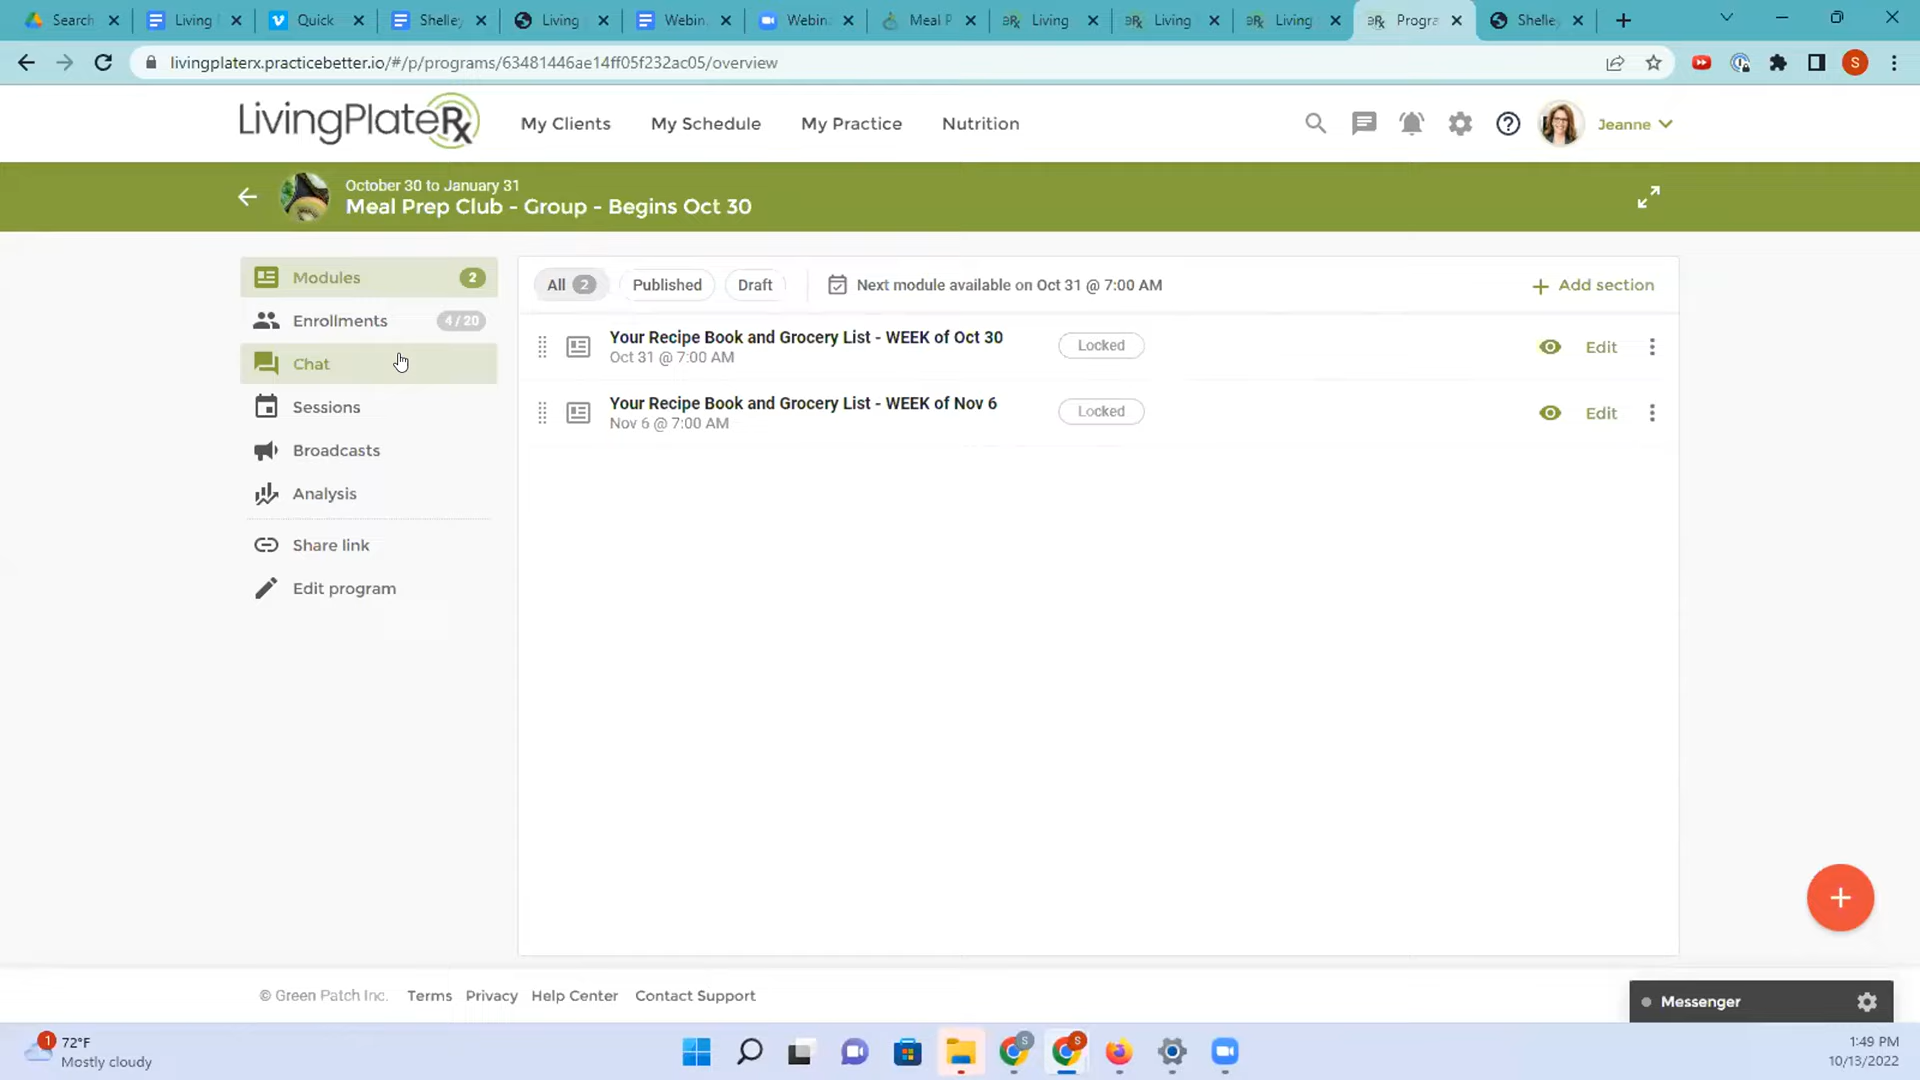 Search
Living
Quick
Shelley
Living
Webin
Webin
Meal P
Living
Living
Living
Progra
Shelley
livingplaterx.practicebetter.io/#/p/programs/63481446ae14ff05f232ac05/overview
S
LivingPlateRx
My Clients
My Schedule
My Practice
Nutrition
Jeanne
October 30 to January 31
Meal Prep Club - Group - Begins Oct 30
Modules 2
Enrollments 4 / 20
Chat
Sessions
Broadcasts
Analysis
Share link
Edit program
All 2
Published
Draft
Next module available on Oct 31 @ 7:00 AM
+ Add section
Your Recipe Book and Grocery List - WEEK of Oct 30
Oct 31 @ 7:00 AM
Locked
Edit
Your Recipe Book and Grocery List - WEEK of Nov 6
Nov 6 @ 7:00 AM
Locked
Edit
© Green Patch Inc.
Terms
Privacy
Help Center
Contact Support
Messenger
1
72°F
Mostly cloudy
S
S
1:49 PM
10/13/2022